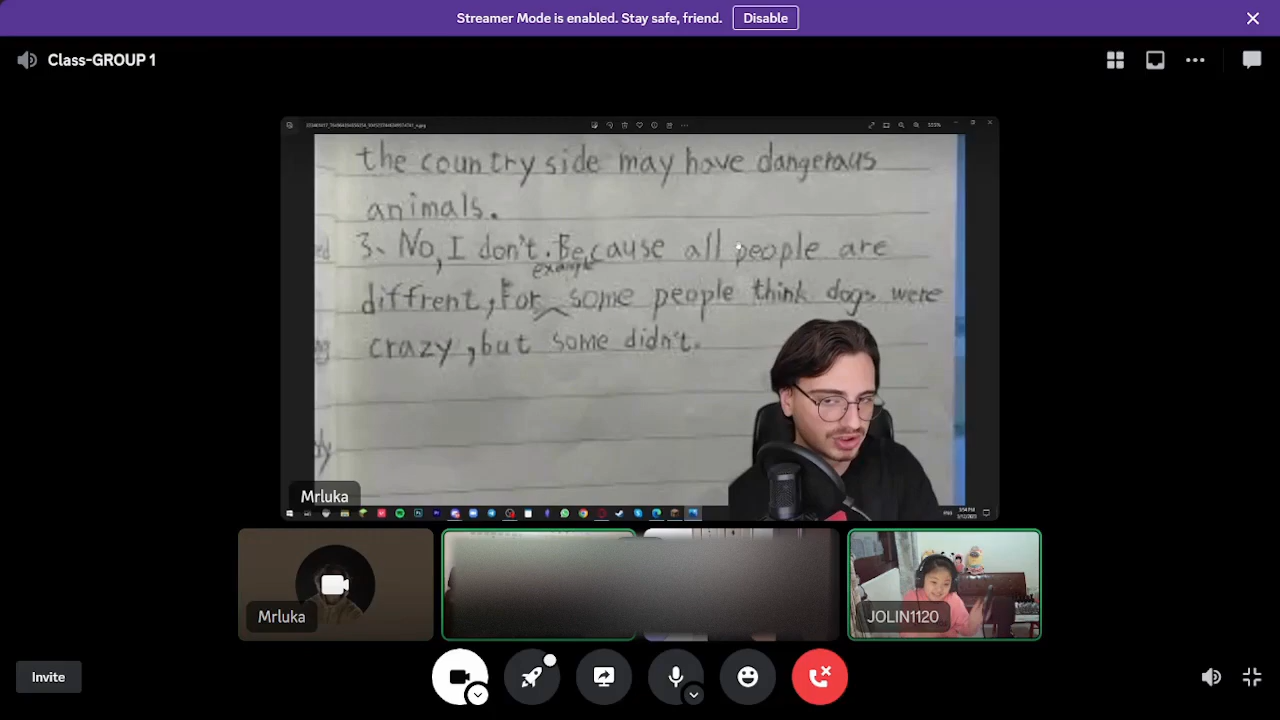 Streamer Mode is enabled. Stay safe, friend. Disable
Class-GROUP 1
the country side may have dangeraus
animals.
3、No, I don't. Because all people are
example
diffrent, For some people think dogs were
crazy, but some didn't.
Mrluka
Mrluka
JOLIN1120
Invite